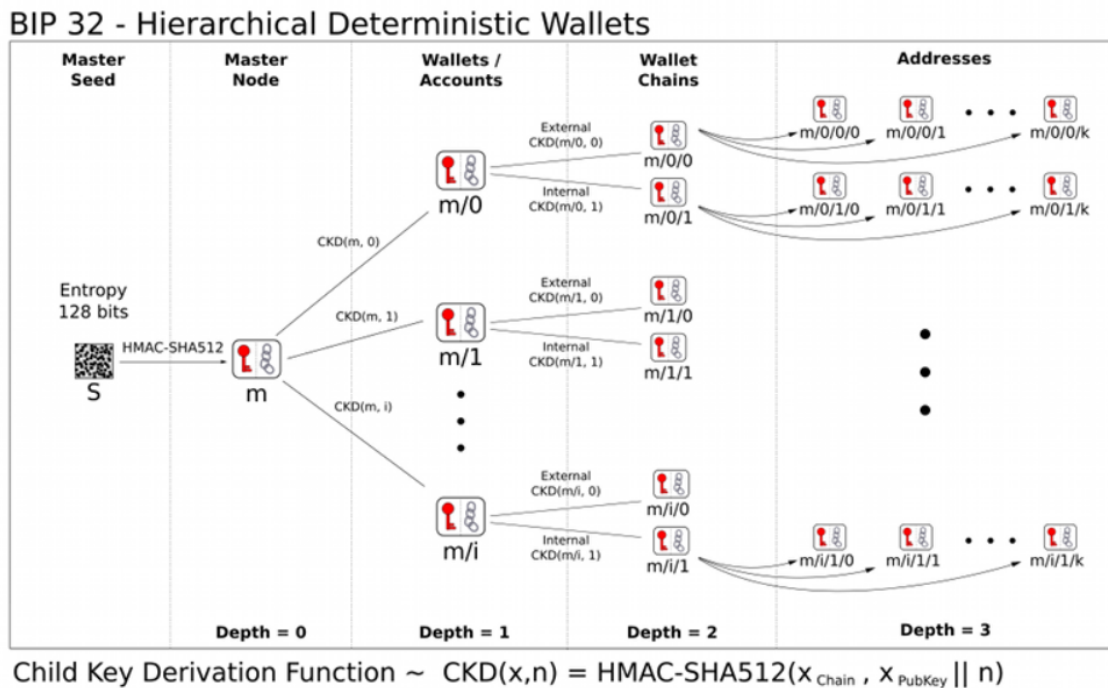 BIP 32 - Hierarchical Deterministic Wallets
Master
Seed
Master
Node
Wallets /
Accounts
Wallet
Chains
Addresses
Entropy
128 bits
S
HMAC-SHA512
m
CKD(m, 0)
CKD(m, 1)
CKD(m, i)
m/0
m/1
m/i
External
CKD(m/0, 0)
Internal
CKD(m/0, 1)
External
CKD(m/1, 0)
Internal
CKD(m/1, 1)
External
CKD(m/i, 0)
Internal
CKD(m/i, 1)
m/0/0
m/0/1
m/1/0
m/1/1
m/i/0
m/i/1
m/0/0/0 m/0/0/1 m/0/0/k
m/0/1/0 m/0/1/1 m/0/1/k
m/i/1/0 m/i/1/1 m/i/1/k
Depth = 0
Depth = 1
Depth = 2
Depth = 3
Child Key Derivation Function ~ CKD(x,n) = HMAC-SHA512(x Chain , x PubKey || n)